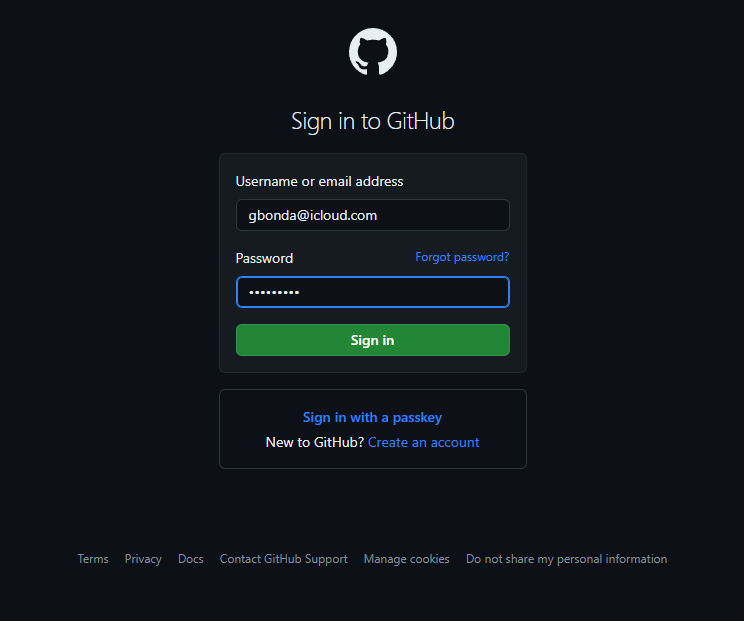 Sign in to GitHub
Username or email address
gbonda@icloud.com
Password Forgot password?
•••••••••
Sign in
Sign in with a passkey
New to GitHub? Create an account
Terms Privacy Docs Contact GitHub Support Manage cookies Do not share my personal information